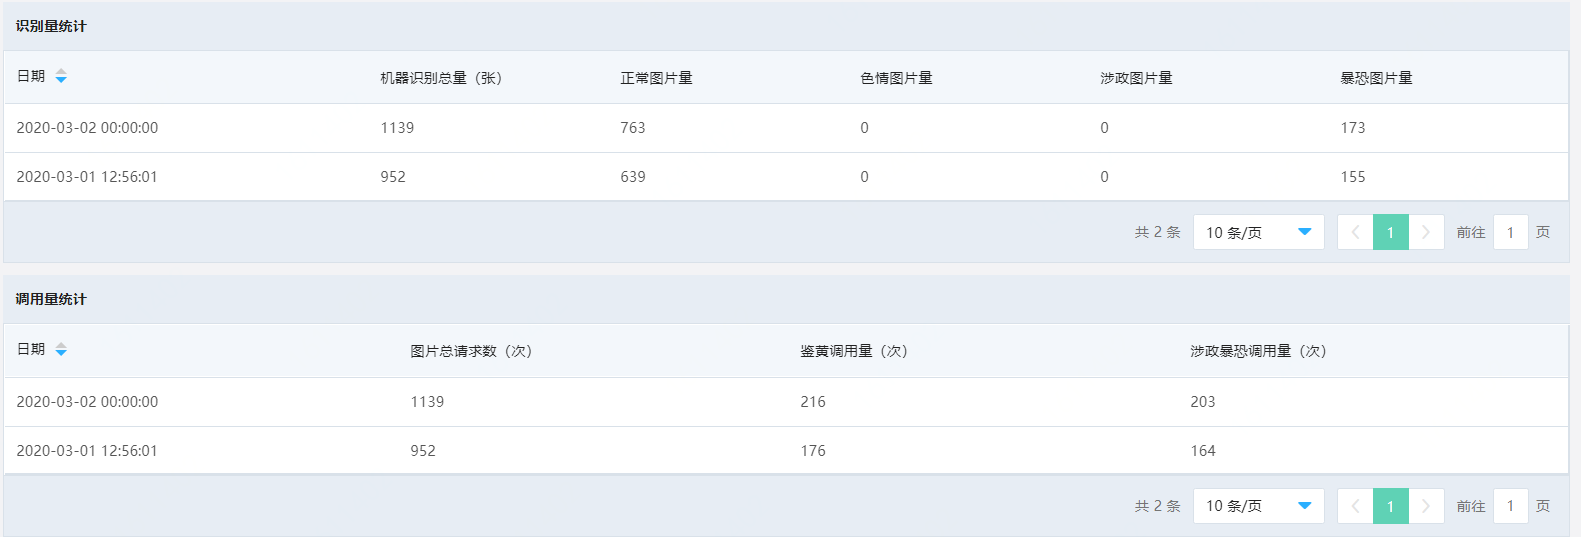 识别量统计
日期 机器识别总量（张） 正常图片量 色情图片量 涉政图片量 暴恐图片量
2020-03-02 00:00:00 1139 763 0 0 173
2020-03-01 12:56:01 952 639 0 0 155
共 2 条 10 条/页 1 前往 1 页
调用量统计
日期 图片总请求数（次） 鉴黄调用量（次） 涉政暴恐调用量（次）
2020-03-02 00:00:00 1139 216 203
2020-03-01 12:56:01 952 176 164
共 2 条 10 条/页 1 前往 1 页